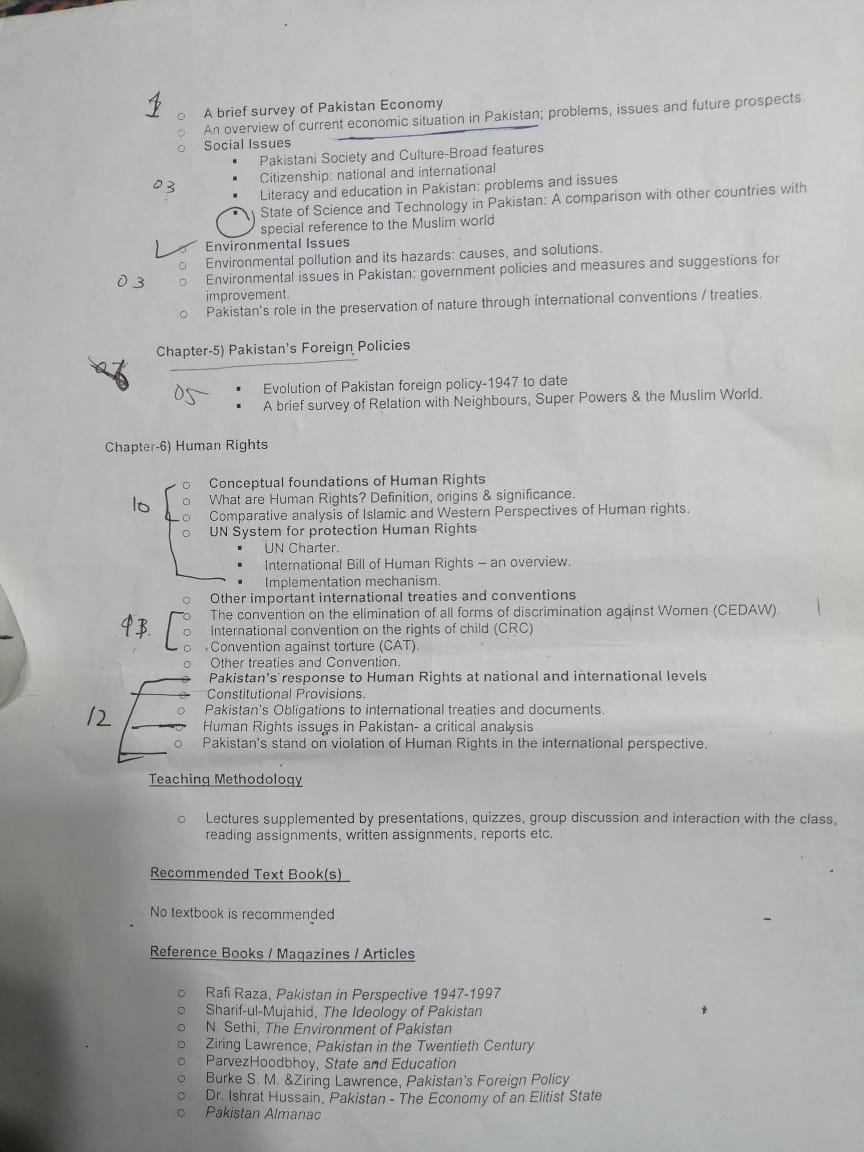 1
○ A brief survey of Pakistan Economy
○ An overview of current economic situation in Pakistan; problems, issues and future prospects.
○ Social Issues
▪ Pakistani Society and Culture-Broad features
▪ Citizenship: national and international
03
▪ Literacy and education in Pakistan: problems and issues
▪ State of Science and Technology in Pakistan: A comparison with other countries with
special reference to the Muslim world
○ Environmental Issues
○ Environmental pollution and its hazards: causes, and solutions.
03
○ Environmental issues in Pakistan: government policies and measures and suggestions for
improvement.
○ Pakistan's role in the preservation of nature through international conventions / treaties.
Chapter-5) Pakistan's Foreign Policies
05
▪ Evolution of Pakistan foreign policy-1947 to date
▪ A brief survey of Relation with Neighbours, Super Powers & the Muslim World.
Chapter-6) Human Rights
○ Conceptual foundations of Human Rights
10
○ What are Human Rights? Definition, origins & significance.
○ Comparative analysis of Islamic and Western Perspectives of Human rights.
○ UN System for protection Human Rights
▪ UN Charter.
▪ International Bill of Human Rights – an overview.
▪ Implementation mechanism.
○ Other important international treaties and conventions
○ The convention on the elimination of all forms of discrimination against Women (CEDAW).
○ International convention on the rights of child (CRC)
○ Convention against torture (CAT).
○ Other treaties and Convention.
○ Pakistan's response to Human Rights at national and international levels
○ Constitutional Provisions.
12
○ Pakistan's Obligations to international treaties and documents.
○ Human Rights issues in Pakistan- a critical analysis
○ Pakistan's stand on violation of Human Rights in the international perspective.
Teaching Methodology
○ Lectures supplemented by presentations, quizzes, group discussion and interaction with the class,
reading assignments, written assignments, reports etc.
Recommended Text Book(s)
No textbook is recommended
Reference Books / Magazines / Articles
○ Rafi Raza, Pakistan in Perspective 1947-1997
○ Sharif-ul-Mujahid, The Ideology of Pakistan
○ N. Sethi, The Environment of Pakistan
○ Ziring Lawrence, Pakistan in the Twentieth Century
○ ParvezHoodbhoy, State and Education
○ Burke S. M. &Ziring Lawrence, Pakistan's Foreign Policy
○ Dr. Ishrat Hussain, Pakistan - The Economy of an Elitist State
○ Pakistan Almanac